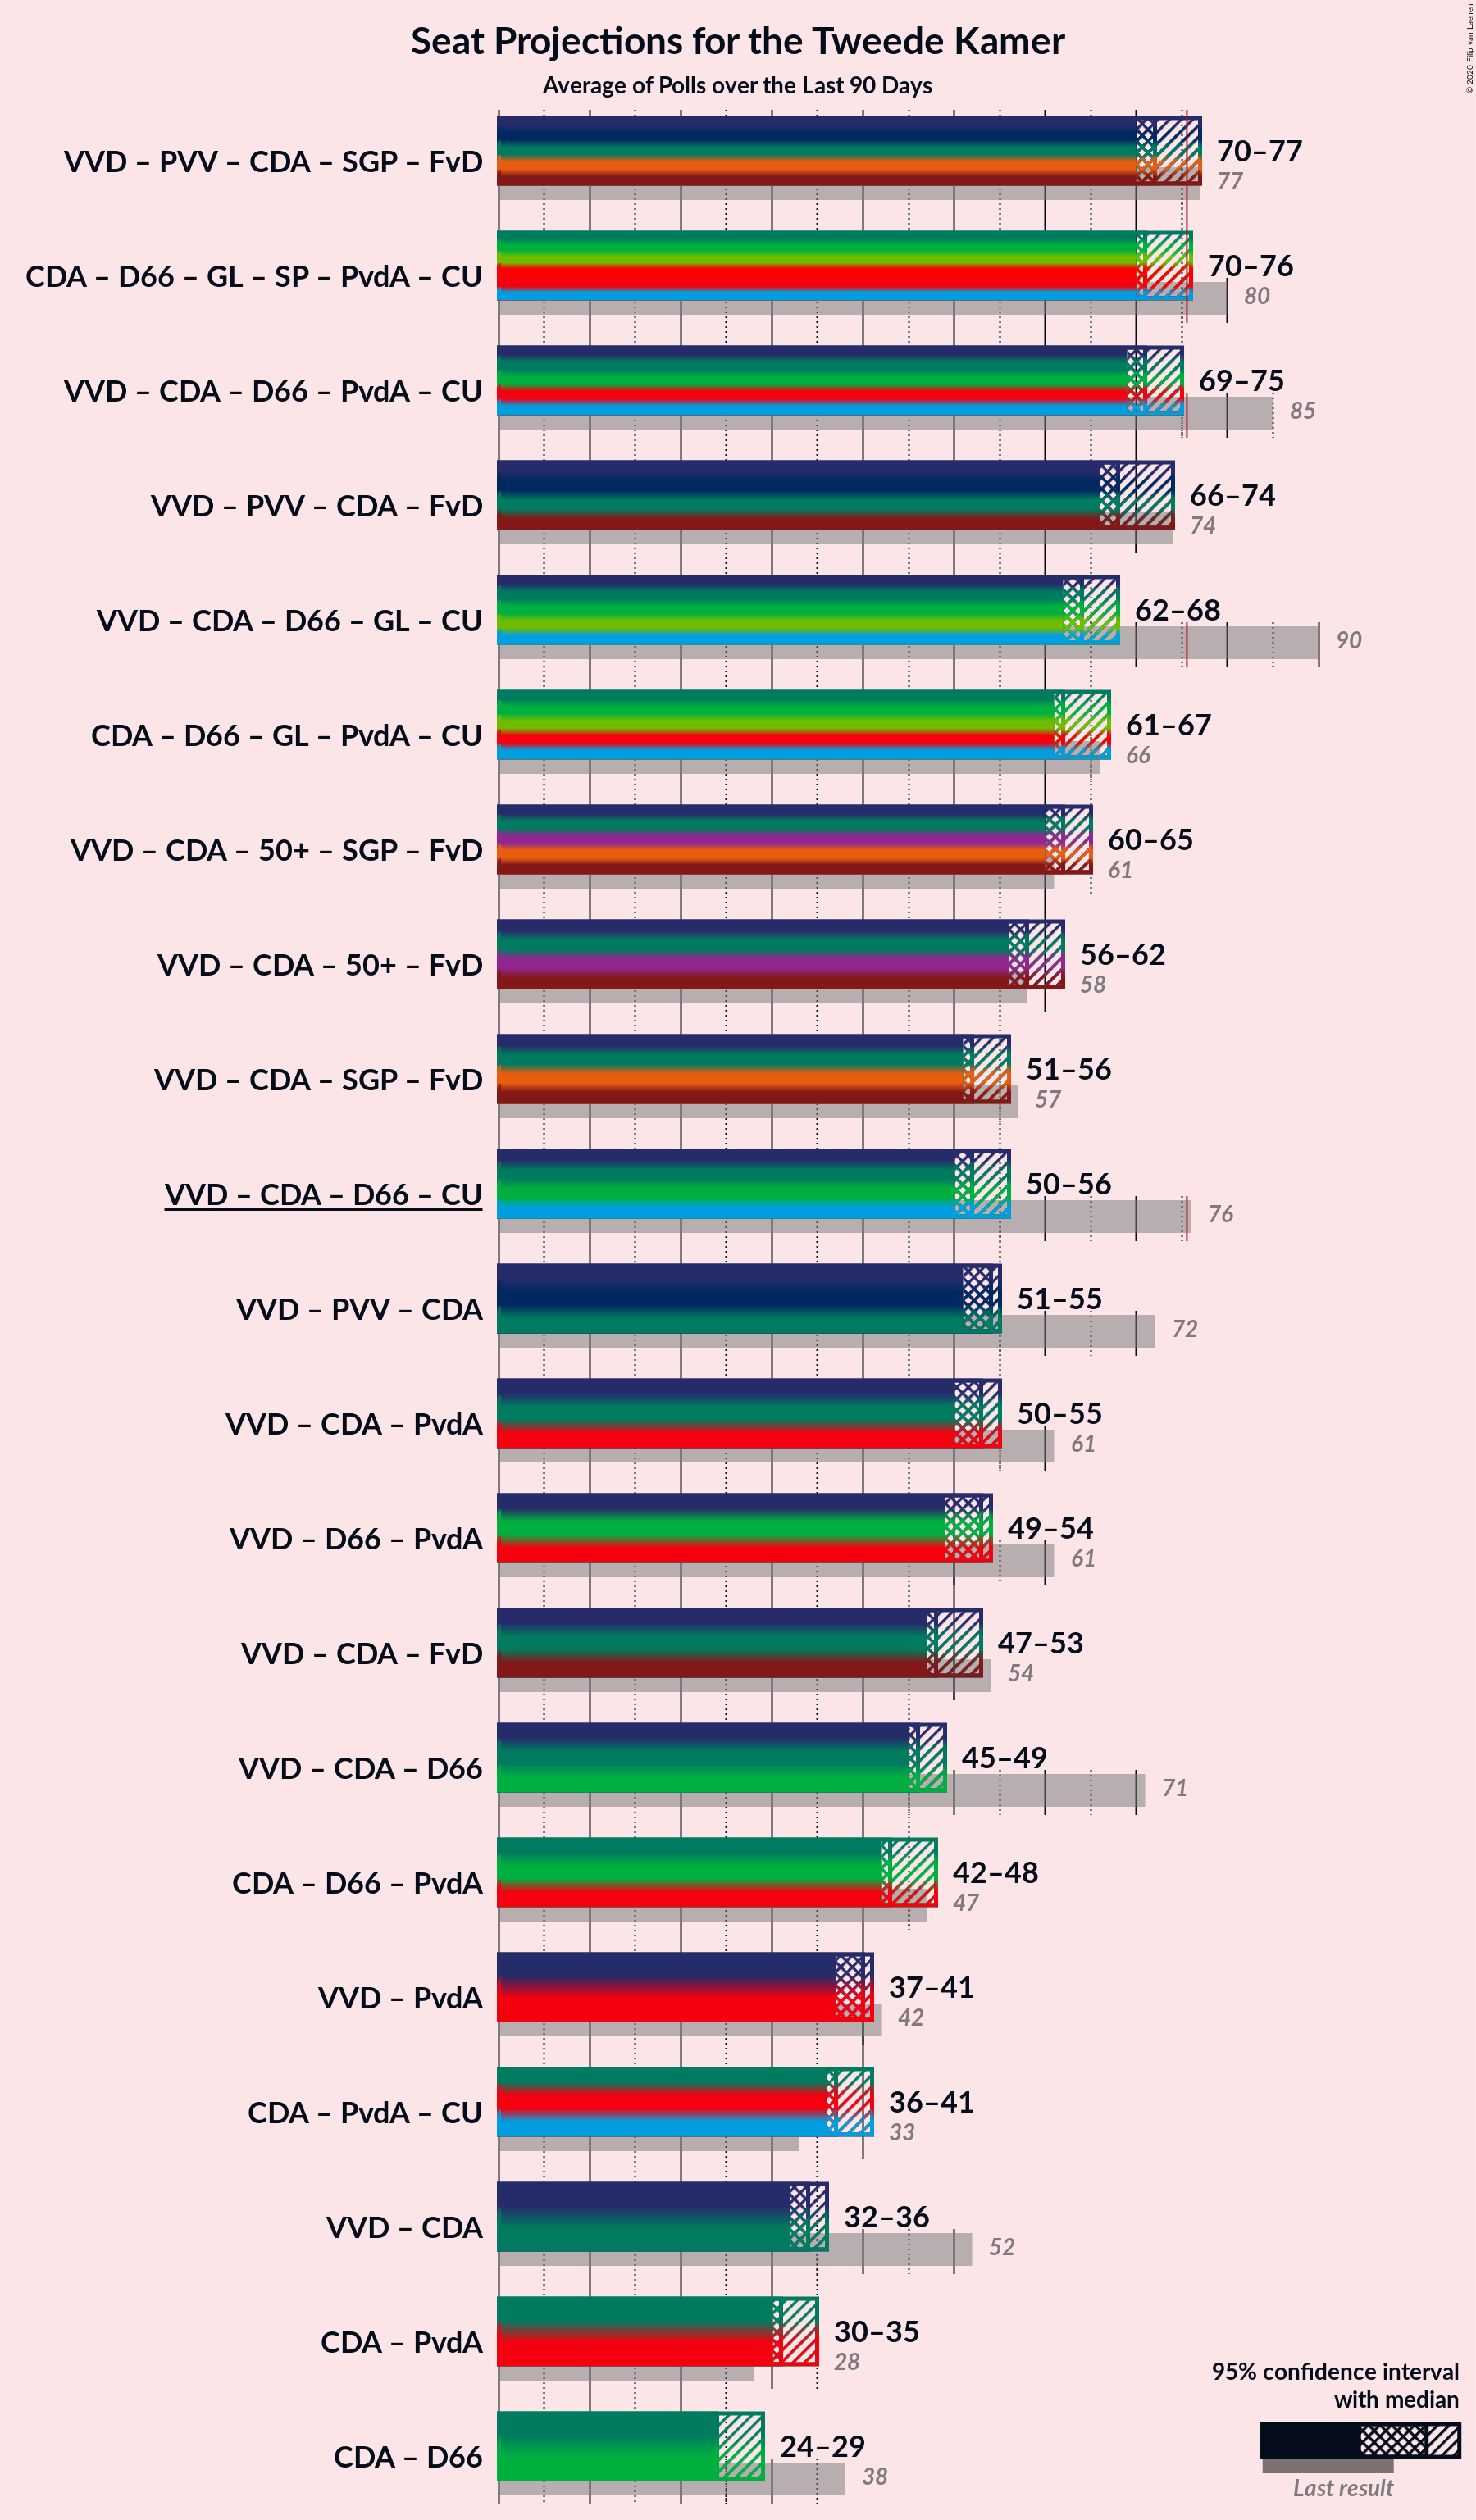 © 2020 Filip van Laenen
Seat Projections for the Tweede Kamer
Average of Polls over the Last 90 Days
VVD – PVV – CDA – SGP – FvD
70–77
77
CDA – D66 – GL – SP – PvdA – CU
70–76
80
VVD – CDA – D66 – PvdA – CU
69–75
85
VVD – PVV – CDA – FvD
66–74
74
VVD – CDA – D66 – GL – CU
62–68
90
CDA – D66 – GL – PvdA – CU
61–67
66
VVD – CDA – 50+ – SGP – FvD
60–65
61
VVD – CDA – 50+ – FvD
56–62
58
VVD – CDA – SGP – FvD
51–56
57
VVD – CDA – D66 – CU
50–56
76
VVD – PVV – CDA
51–55
72
VVD – CDA – PvdA
50–55
61
VVD – D66 – PvdA
49–54
61
VVD – CDA – FvD
47–53
54
VVD – CDA – D66
45–49
71
CDA – D66 – PvdA
42–48
47
VVD – PvdA
37–41
42
CDA – PvdA – CU
36–41
33
VVD – CDA
32–36
52
CDA – PvdA
30–35
28
CDA – D66
24–29
38
95% confidence interval
with median
Last result